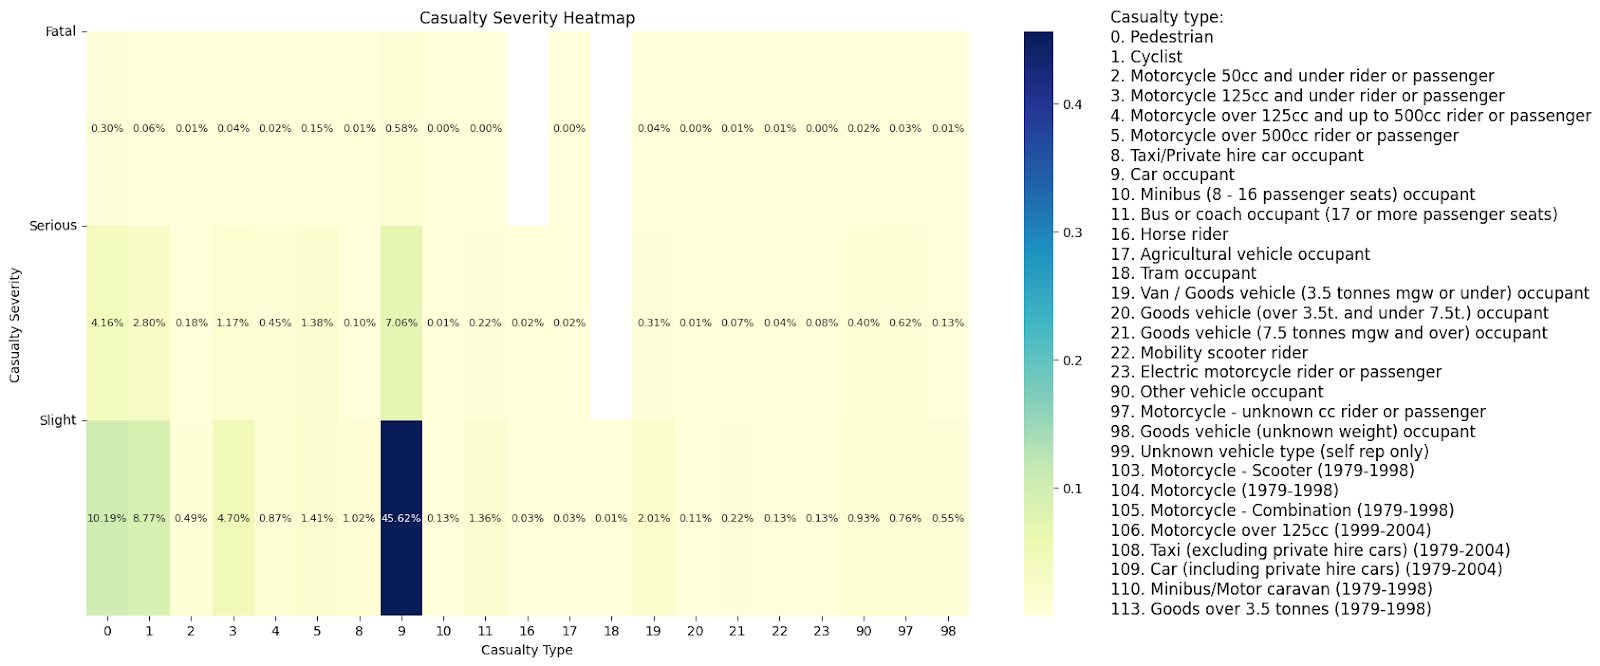 Casualty Severity Heatmap
Fatal
0.30% 0.06% 0.01% 0.04% 0.02% 0.15% 0.01% 0.58% 0.00% 0.00% 0.00% 0.04% 0.00% 0.01% 0.01% 0.00% 0.02% 0.03% 0.01%
Serious
4.16% 2.80% 0.18% 1.17% 0.45% 1.38% 0.10% 7.06% 0.01% 0.22% 0.02% 0.02% 0.31% 0.01% 0.07% 0.04% 0.08% 0.40% 0.62% 0.13%
Slight
10.19% 8.77% 0.49% 4.70% 0.87% 1.41% 1.02% 45.62% 0.13% 1.36% 0.03% 0.03% 0.01% 2.01% 0.11% 0.22% 0.13% 0.13% 0.93% 0.76% 0.55%
0 1 2 3 4 5 8 9 10 11 16 17 18 19 20 21 22 23 90 97 98
Casualty Type
Casualty Severity
0.4
0.3
0.2
0.1
Casualty type:
0. Pedestrian
1. Cyclist
2. Motorcycle 50cc and under rider or passenger
3. Motorcycle 125cc and under rider or passenger
4. Motorcycle over 125cc and up to 500cc rider or passenger
5. Motorcycle over 500cc rider or passenger
8. Taxi/Private hire car occupant
9. Car occupant
10. Minibus (8 - 16 passenger seats) occupant
11. Bus or coach occupant (17 or more passenger seats)
16. Horse rider
17. Agricultural vehicle occupant
18. Tram occupant
19. Van / Goods vehicle (3.5 tonnes mgw or under) occupant
20. Goods vehicle (over 3.5t. and under 7.5t.) occupant
21. Goods vehicle (7.5 tonnes mgw and over) occupant
22. Mobility scooter rider
23. Electric motorcycle rider or passenger
90. Other vehicle occupant
97. Motorcycle - unknown cc rider or passenger
98. Goods vehicle (unknown weight) occupant
99. Unknown vehicle type (self rep only)
103. Motorcycle - Scooter (1979-1998)
104. Motorcycle (1979-1998)
105. Motorcycle - Combination (1979-1998)
106. Motorcycle over 125cc (1999-2004)
108. Taxi (excluding private hire cars) (1979-2004)
109. Car (including private hire cars) (1979-2004)
110. Minibus/Motor caravan (1979-1998)
113. Goods over 3.5 tonnes (1979-1998)